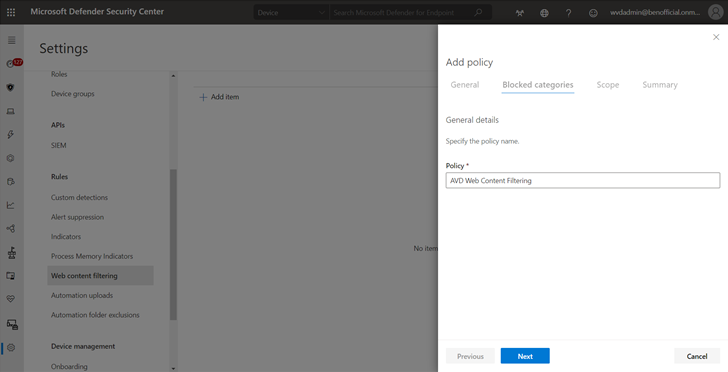 Microsoft Defender Security Center
Device
Search Microsoft Defender for Endpoint
wvdadmin@benofficial.onm...
Settings
Roles
Device groups
APIs
SIEM
Rules
Custom detections
Alert suppression
Indicators
Process Memory Indicators
Web content filtering
Automation uploads
Automation folder exclusions
Device management
Onboarding
Add item
No item
Add policy
General
Blocked categories
Scope
Summary
General details
Specify the policy name.
Policy *
AVD Web Content Filtering
Previous
Next
Cancel